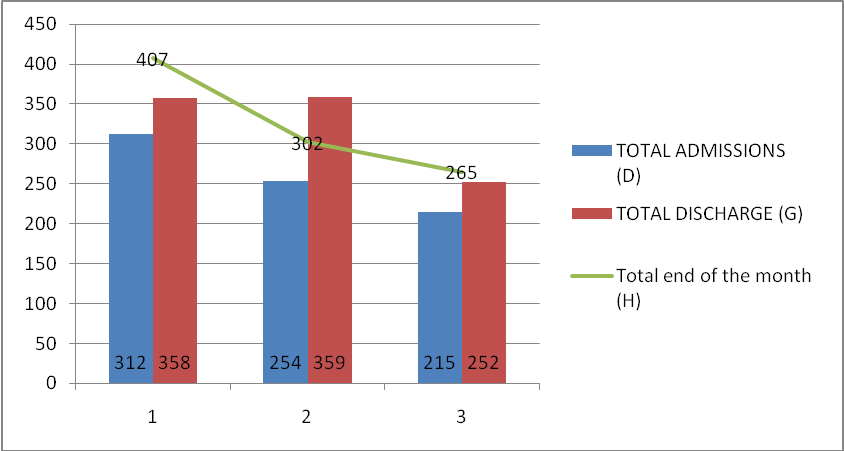 450
400
350
300
250
200
150
100
50
0
407
302
265
312 358
254 359
215 252
1 2 3
TOTAL ADMISSIONS
(D)
TOTAL DISCHARGE (G)
Total end of the month
(H)